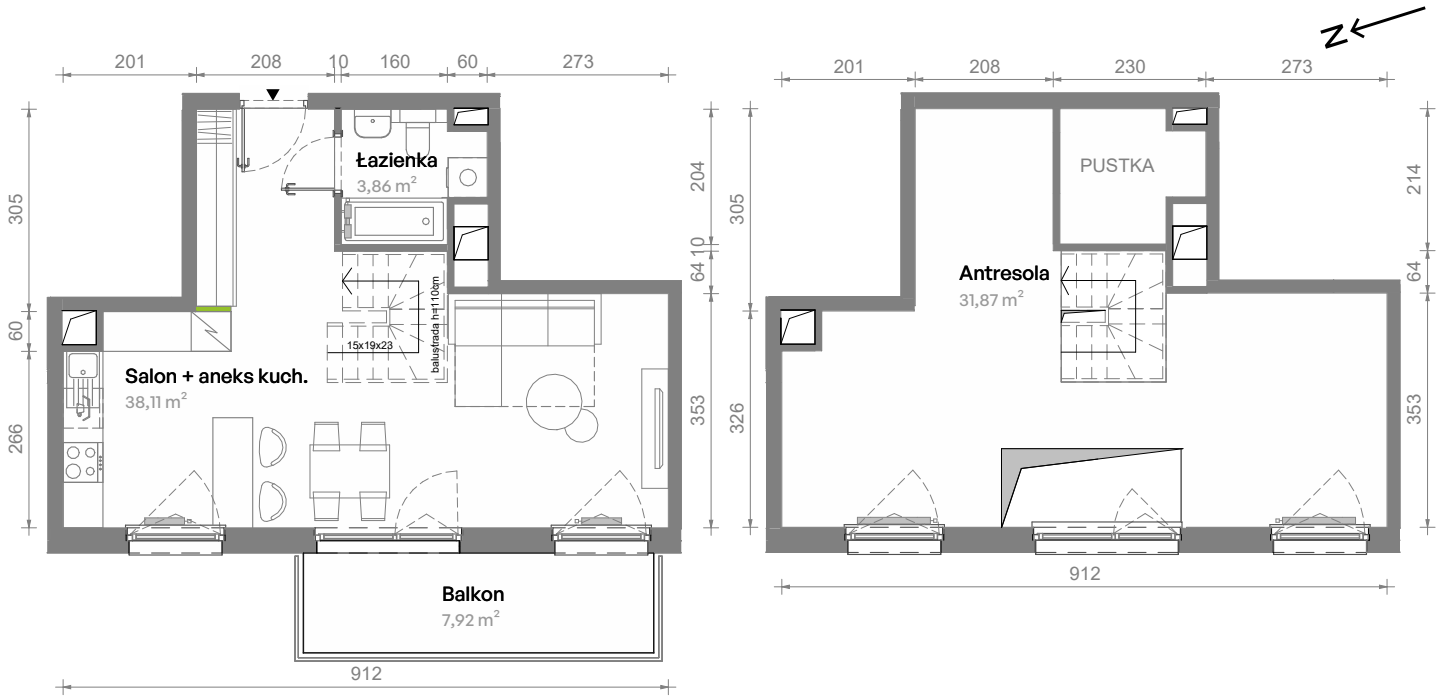 N
201 208 10 160 60 273
201 208 230 273
305
60
266
Łazienka
3,86 m²
204
10
64
353
balustrada h=110cm
15x19x23
Salon + aneks kuch.
38,11 m²
Balkon
7,92 m²
912
305
326
PUSTKA
Antresola
31,87 m²
214
64
353
912